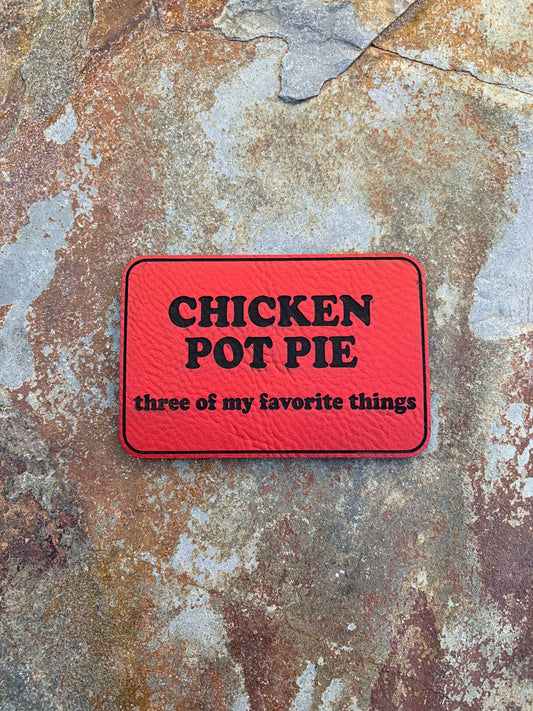 CHICKEN
POT PIE
three of my favorite things